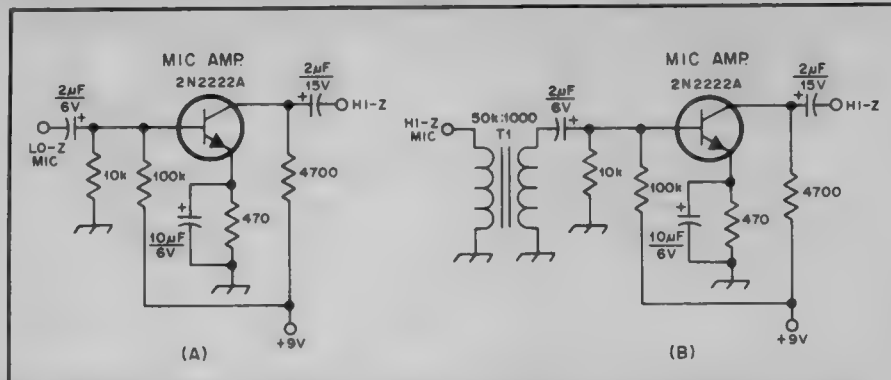 MIC AMP.
2N2222A
2µF
6V
+
2µF
15V
+
HI-Z
LO-Z
MIC
10k
100k
4700
+
10µF
6V
470
+9V
(A)
MIC AMP.
2N2222A
HI-Z
MIC
50k:1000
T1
2µF
6V
+
2µF
15V
+
HI-Z
10k
100k
4700
+
10µF
6V
470
+9V
(B)